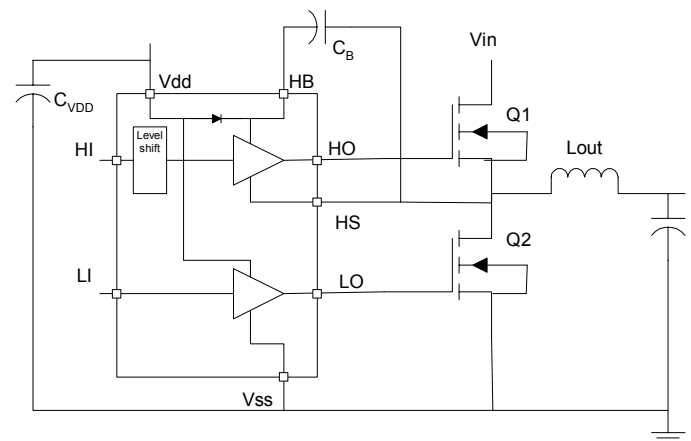 C_B
Vin
Vdd
HB
C_VDD
Q1
Level
shift
HI
HO
Lout
HS
Q2
LI
LO
Vss